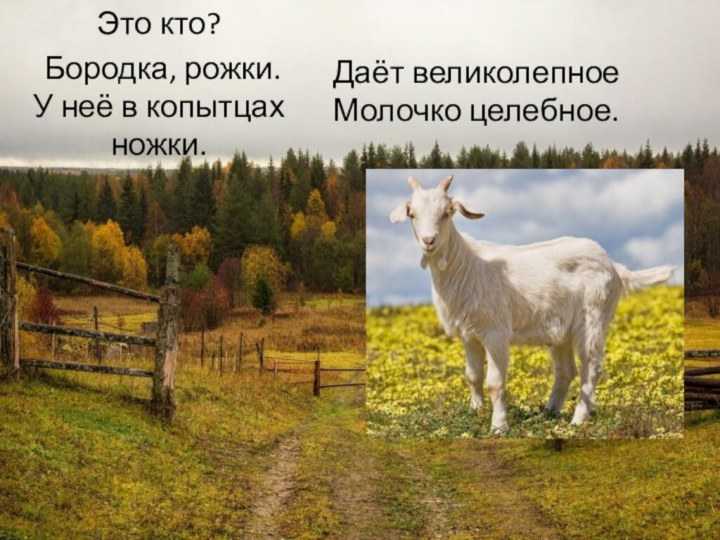 Это кто?
Бородка, рожки.
У неё в копытцах
ножки.
Даёт великолепное
Молочко целебное.